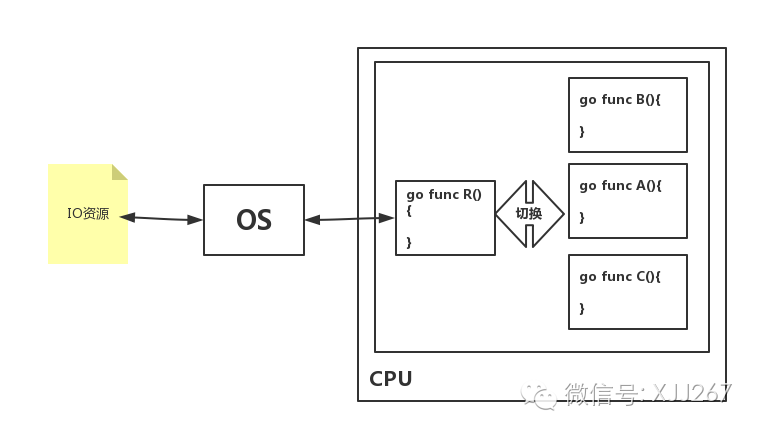 IO资源
OS
go func R()
{
}
切换
go func B(){
}
go func A(){
}
go func C(){
}
CPU
微信号: XJJ267